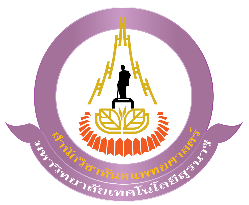 สำนักวิชาทันตแพทยศาสตร์
มหาวิทยาลัยเทคโนโลยีสุรนารี